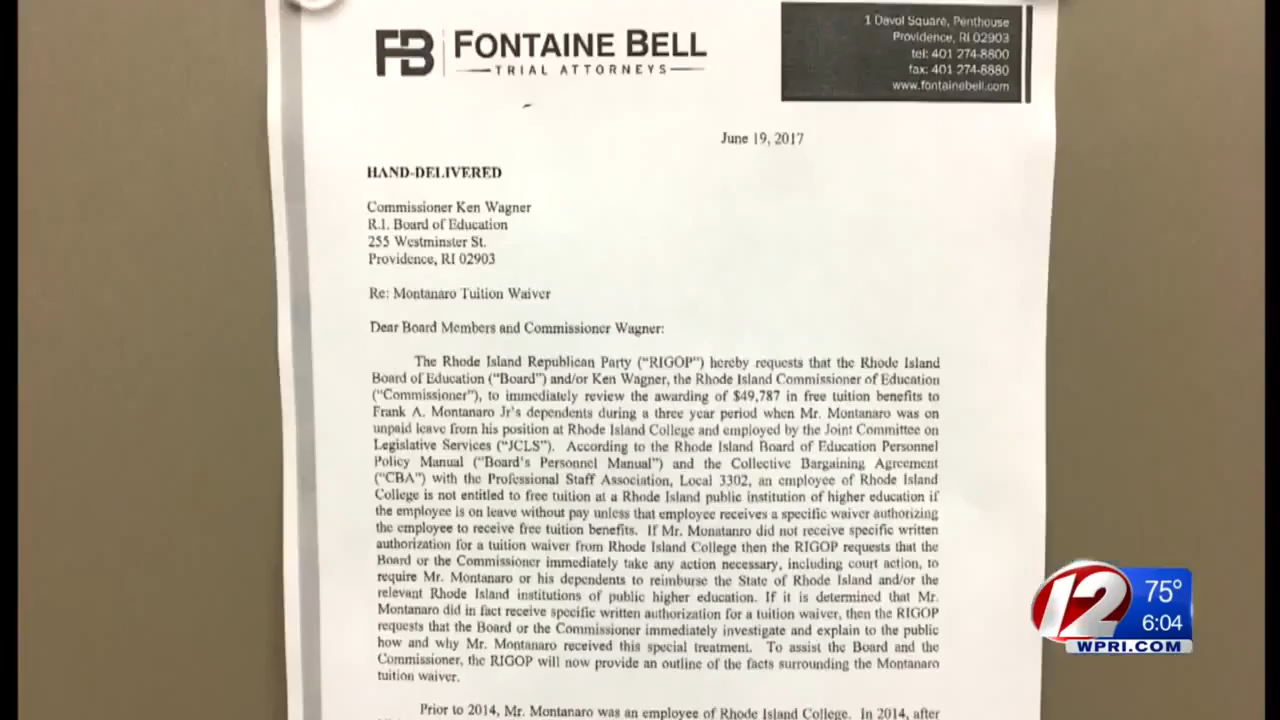 FB FONTAINE BELL
TRIAL ATTORNEYS
1 Davol Square, Penthouse
Providence, RI 02903
tel: 401 274-8800
fax: 401 274-8880
www.fontainebell.com
June 19, 2017
HAND-DELIVERED
Commissioner Ken Wagner
R.I. Board of Education
255 Westminster St.
Providence, RI 02903
Re: Montanaro Tuition Waiver
Dear Board Members and Commissioner Wagner:
The Rhode Island Republican Party ("RIGOP") hereby requests that the Rhode Island
Board of Education ("Board") and/or Ken Wagner, the Rhode Island Commissioner of Education
("Commissioner"), to immediately review the awarding of $49,787 in free tuition benefits to
Frank A. Montanaro Jr's dependents during a three year period when Mr. Montanaro was on
unpaid leave from his position at Rhode Island College and employed by the Joint Committee on
Legislative Services ("JCLS"). According to the Rhode Island Board of Education Personnel
Policy Manual ("Board's Personnel Manual") and the Collective Bargaining Agreement
("CBA") with the Professional Staff Association, Local 3302, an employee of Rhode Island
College is not entitled to free tuition at a Rhode Island public institution of higher education if
the employee is on leave without pay unless that employee receives a specific waiver authorizing
the employee to receive free tuition benefits. If Mr. Monatanro did not receive specific written
authorization for a tuition waiver from Rhode Island College then the RIGOP requests that the
Board or the Commissioner immediately take any action necessary, including court action, to
require Mr. Montanaro or his dependents to reimburse the State of Rhode Island and/or the
relevant Rhode Island institutions of public higher education. If it is determined that Mr.
Montanaro did in fact receive specific written authorization for a tuition waiver, then the RIGOP
requests that the Board or the Commissioner immediately investigate and explain to the public
how and why Mr. Montanaro received this special treatment. To assist the Board and the
Commissioner, the RIGOP will now provide an outline of the facts surrounding the Montanaro
tuition waiver.
Prior to 2014, Mr. Montanaro was an employee of Rhode Island College. In 2014, after
12
75°
6:04
WPRI.COM